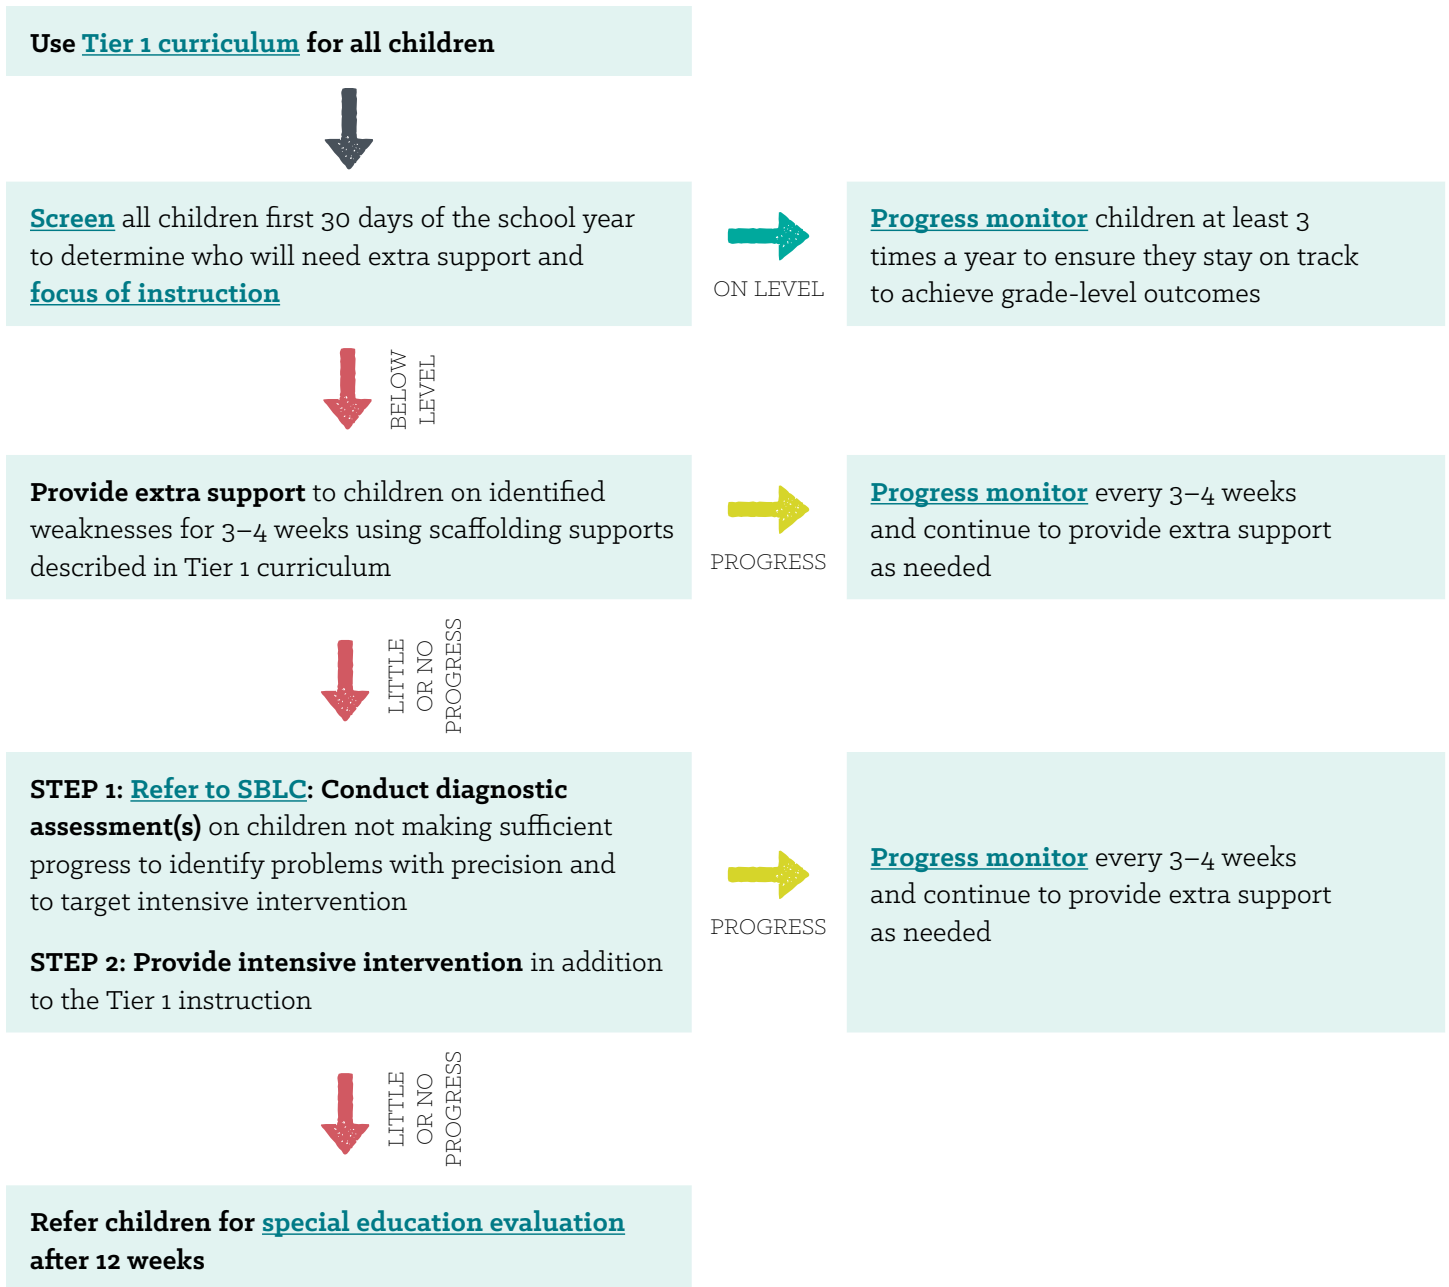 Use Tier 1 curriculum for all children
Screen all children first 30 days of the school year
to determine who will need extra support and
focus of instruction
ON LEVEL
Progress monitor children at least 3
times a year to ensure they stay on track
to achieve grade-level outcomes
BELOW
LEVEL
Provide extra support to children on identified
weaknesses for 3–4 weeks using scaffolding supports
described in Tier 1 curriculum
PROGRESS
Progress monitor every 3–4 weeks
and continue to provide extra support
as needed
LITTLE
OR NO
PROGRESS
STEP 1: Refer to SBLC: Conduct diagnostic
assessment(s) on children not making sufficient
progress to identify problems with precision and
to target intensive intervention
STEP 2: Provide intensive intervention in addition
to the Tier 1 instruction
PROGRESS
Progress monitor every 3–4 weeks
and continue to provide extra support
as needed
LITTLE
OR NO
PROGRESS
Refer children for special education evaluation
after 12 weeks